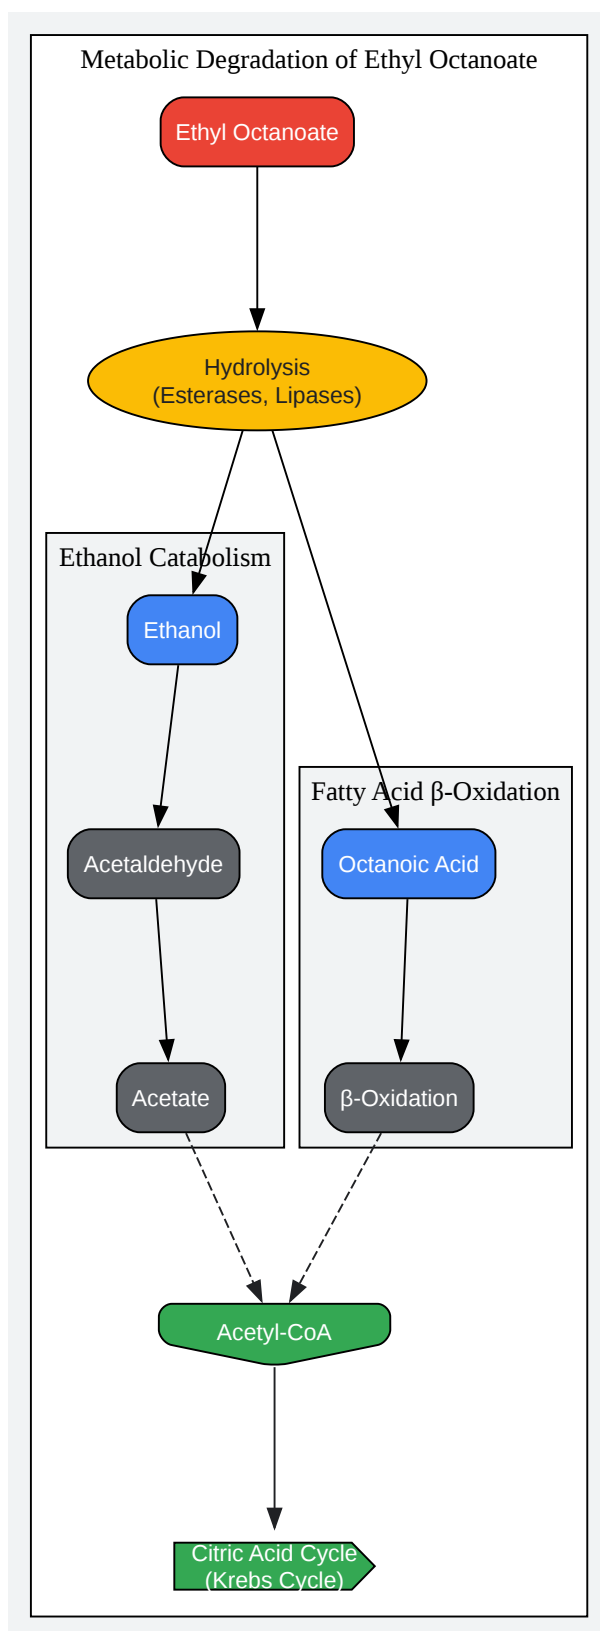 Metabolic Degradation of Ethyl Octanoate
Ethyl Octanoate
Hydrolysis
(Esterases, Lipases)
Ethanol Catabolism
Ethanol
Fatty Acid β-Oxidation
Acetaldehyde
Octanoic Acid
Acetate
β-Oxidation
Acetyl-CoA
Citric Acid Cycle
(Krebs Cycle)